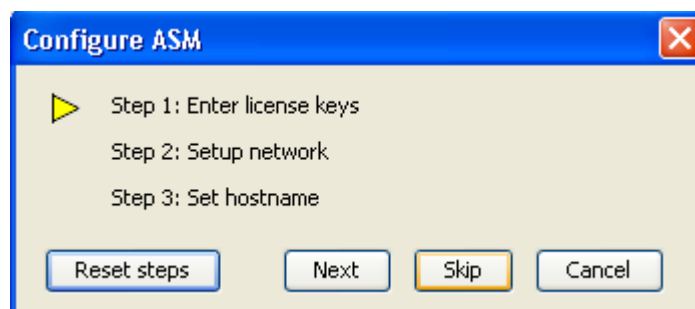 Configure ASM
Step 1: Enter license keys
Step 2: Setup network
Step 3: Set hostname
Reset steps Next Skip Cancel